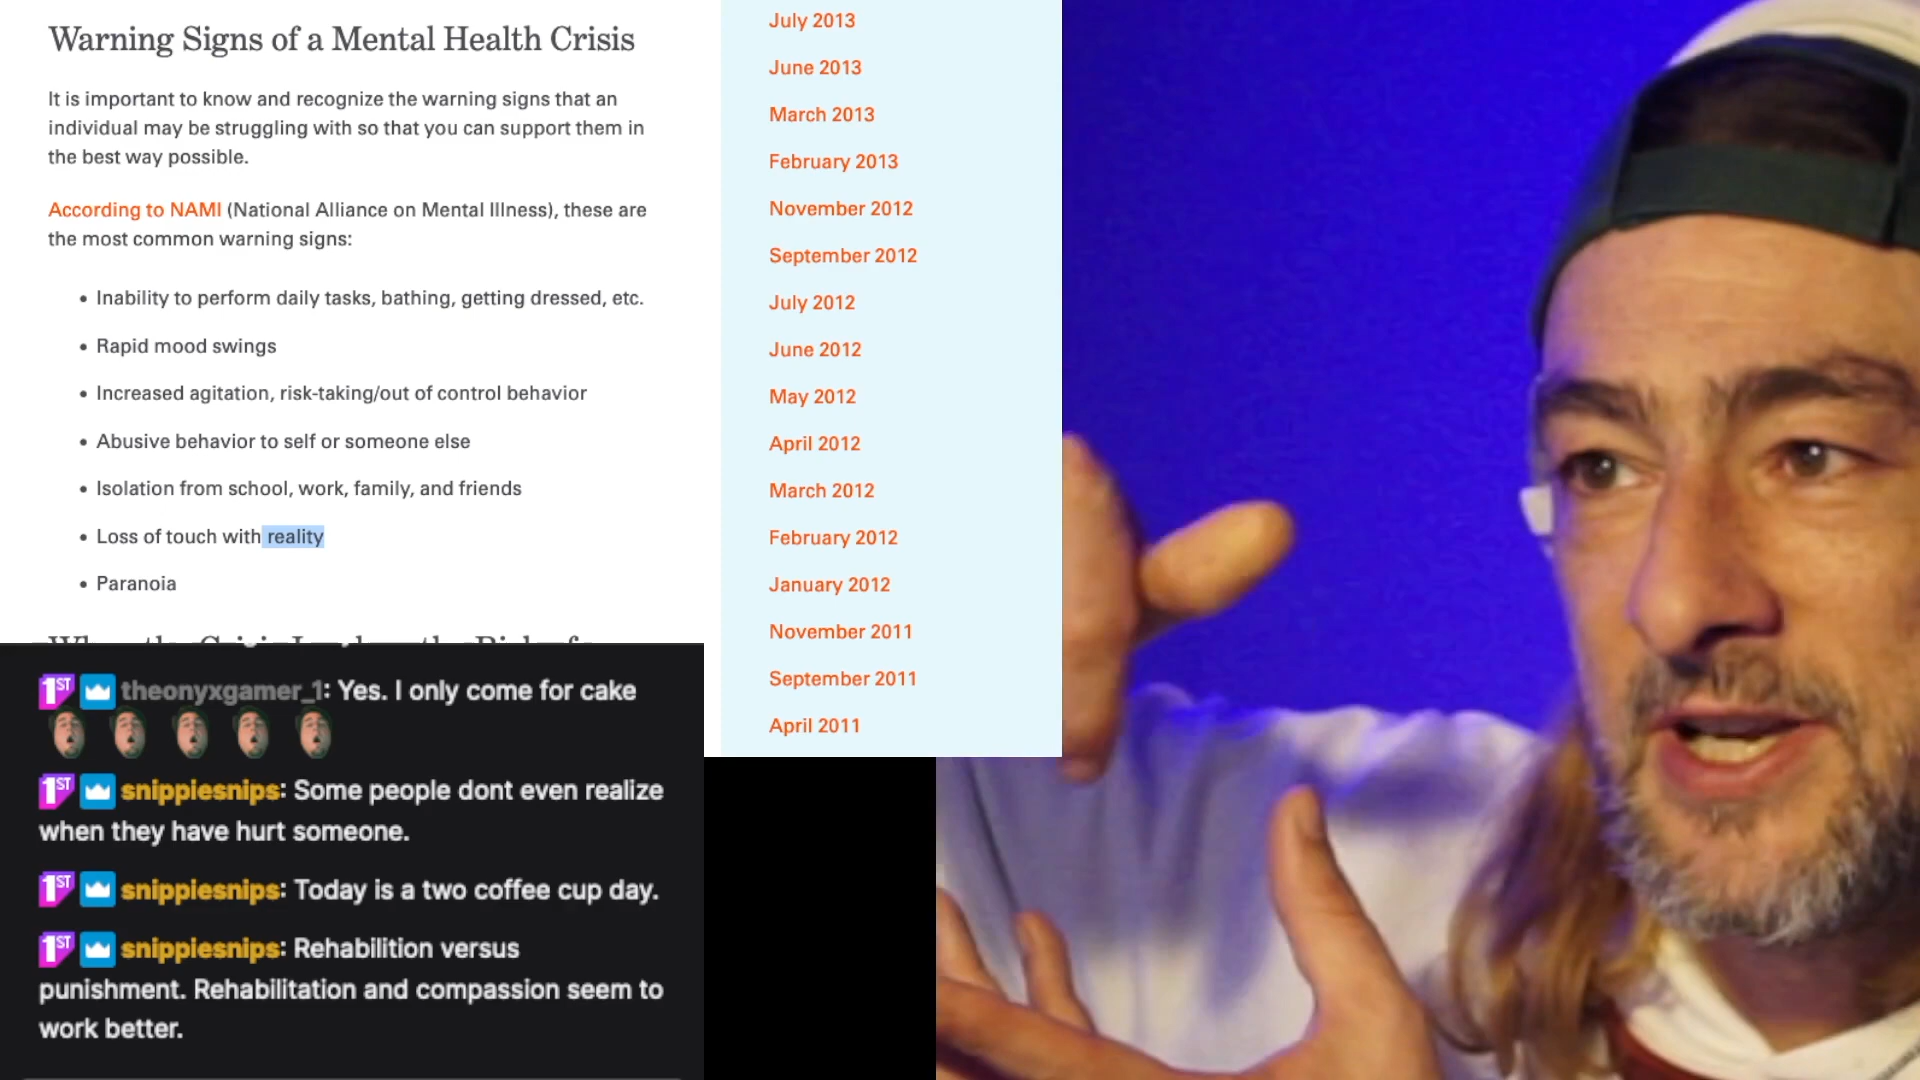 Warning Signs of a Mental Health Crisis
It is important to know and recognize the warning signs that an
individual may be struggling with so that you can support them in
the best way possible.
According to NAMI (National Alliance on Mental Illness), these are
the most common warning signs:
• Inability to perform daily tasks, bathing, getting dressed, etc.
• Rapid mood swings
• Increased agitation, risk-taking/out of control behavior
• Abusive behavior to self or someone else
• Isolation from school, work, family, and friends
• Loss of touch with reality
• Paranoia
July 2013
June 2013
March 2013
February 2013
November 2012
September 2012
July 2012
June 2012
May 2012
April 2012
March 2012
February 2012
January 2012
November 2011
September 2011
April 2011
1ST theonyxgamer_1: Yes. I only come for cake
1ST snippiesnips: Some people dont even realize
when they have hurt someone.
1ST snippiesnips: Today is a two coffee cup day.
1ST snippiesnips: Rehabilition versus
punishment. Rehabilitation and compassion seem to
work better.